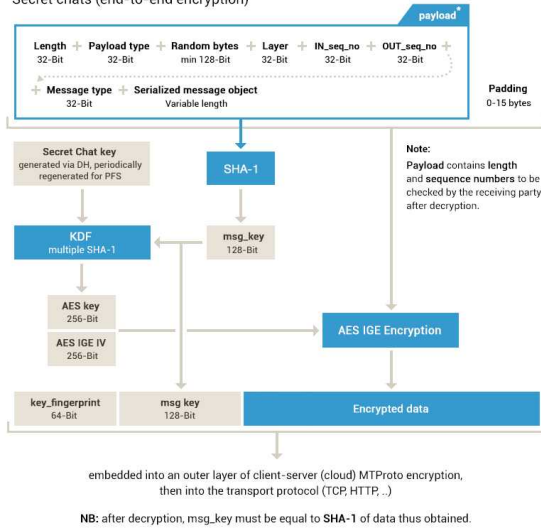 Secret chats (end-to-end encryption)
payload*
Length + Payload type + Random bytes + Layer + IN_seq_no + OUT_seq_no +
32-Bit 32-Bit min 128-Bit 32-Bit 32-Bit 32-Bit
+ Message type + Serialized message object
32-Bit Variable length
Padding
0-15 bytes
Secret Chat key
generated via DH, periodically
regenerated for PFS
SHA-1
Note:
Payload contains length
and sequence numbers to be
checked by the receiving party
after decryption.
KDF
multiple SHA-1
msg_key
128-Bit
AES key
256-Bit
AES IGE IV
256-Bit
AES IGE Encryption
key_fingerprint
64-Bit
msg key
128-Bit
Encrypted data
embedded into an outer layer of client-server (cloud) MTProto encryption,
then into the transport protocol (TCP, HTTP, ..)
NB: after decryption, msg_key must be equal to SHA-1 of data thus obtained.